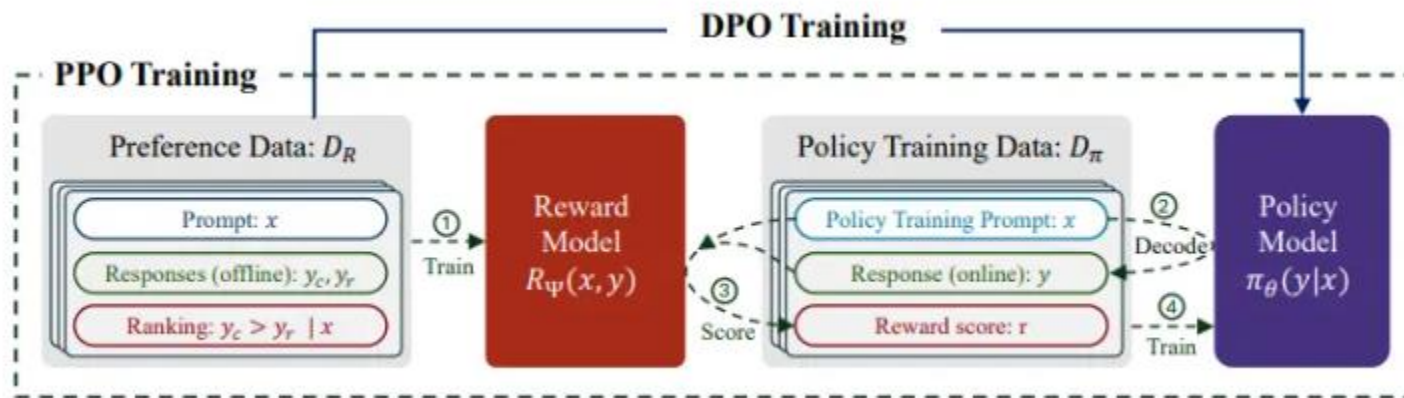 DPO Training
PPO Training
Preference Data: D_R
Prompt: x
Responses (offline): y_c, y_r
Ranking: y_c > y_r | x
①
Train
Reward
Model
R_Ψ(x, y)
Policy Training Data: D_π
Policy Training Prompt: x
Response (online): y
Reward score: r
②
Decode
③
Score
④
Train
Policy
Model
π_θ(y|x)